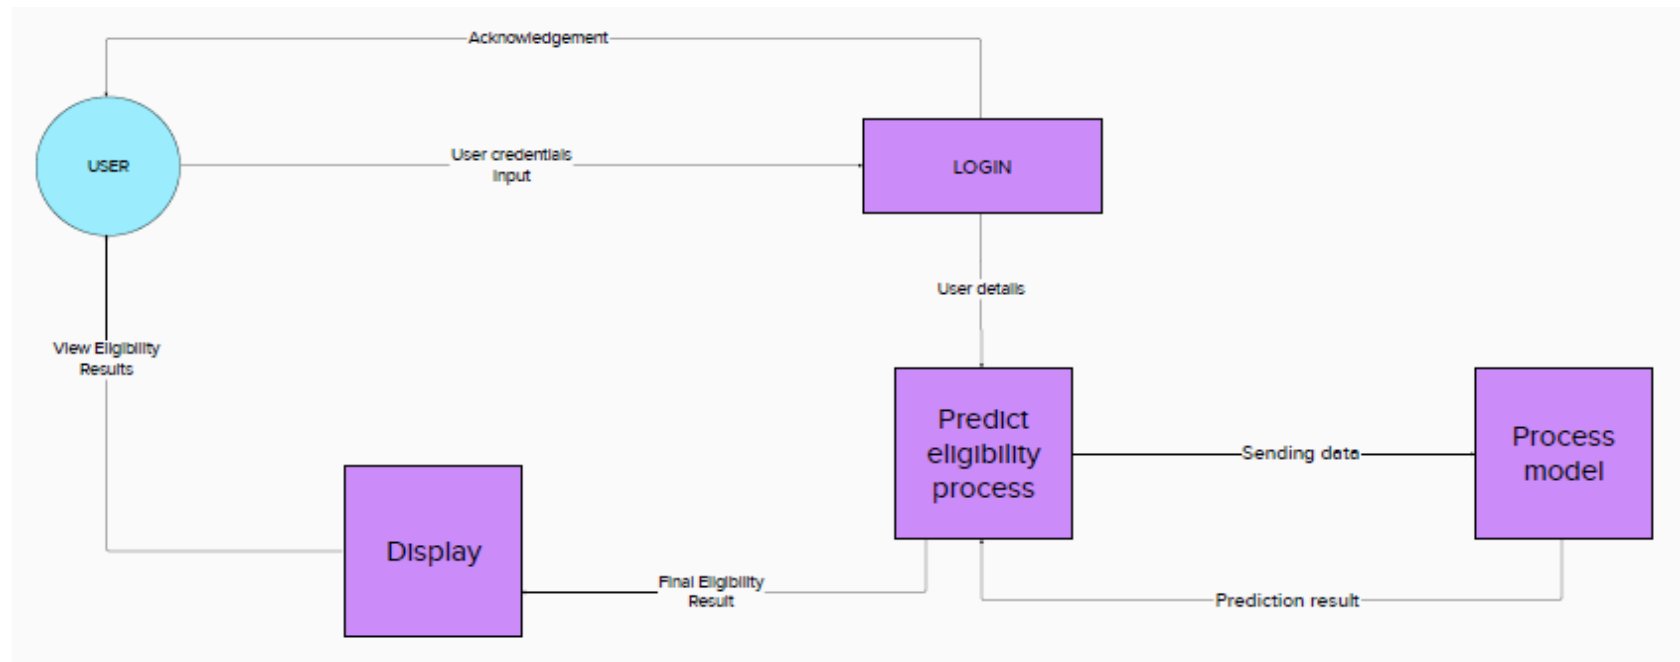 Acknowledgement
USER
User credentials
Input
LOGIN
User details
View Eligibility
Results
Predict
eligibility
process
Sending data
Process
model
Display
Final Eligibility
Result
Prediction result